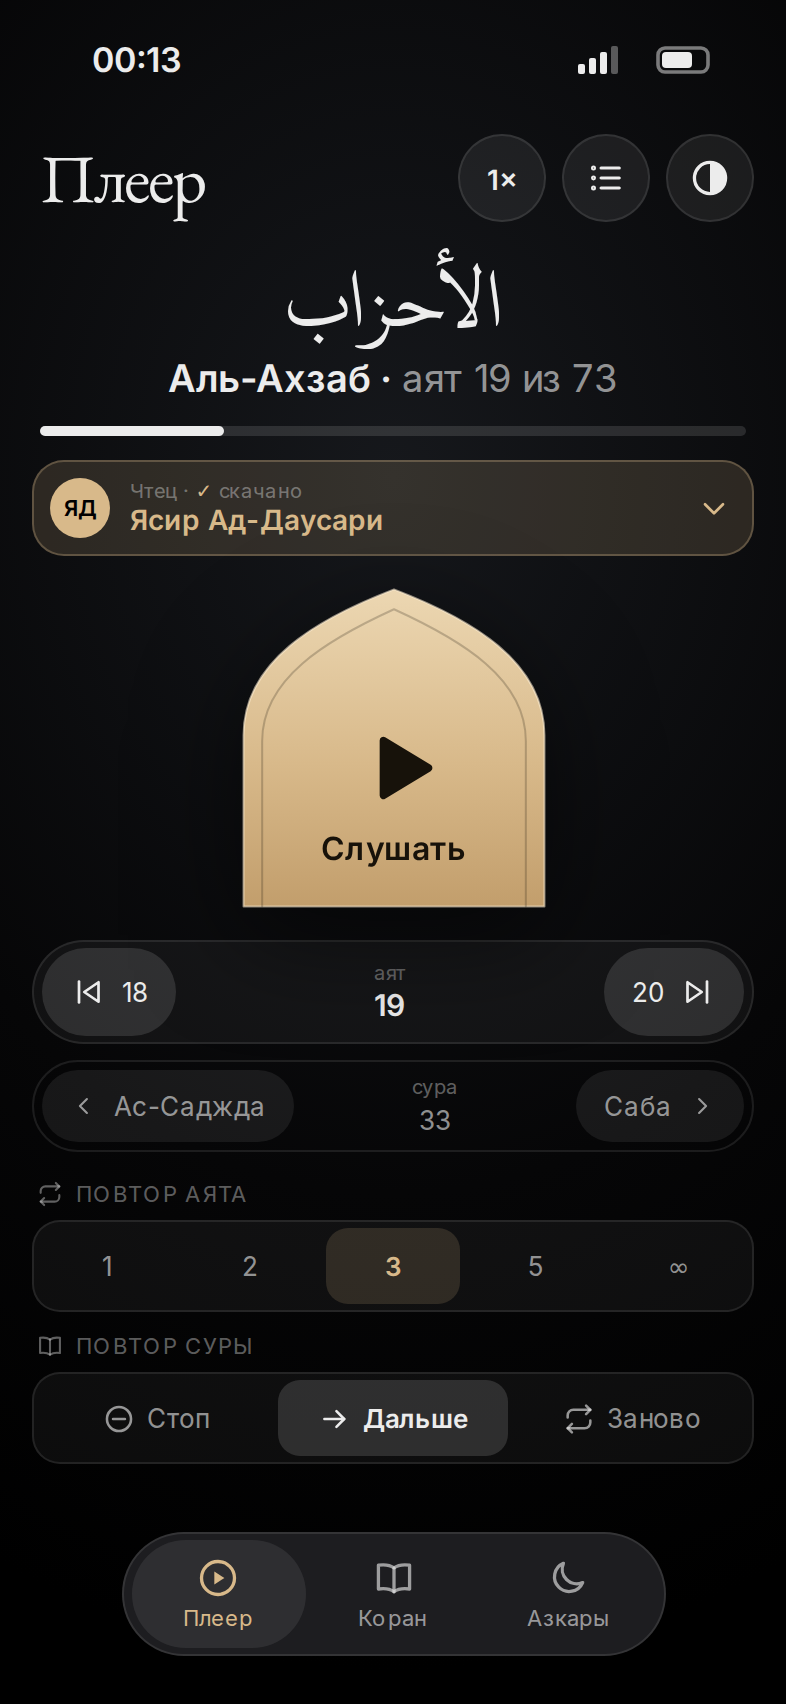 00:13
Плеер
1×
الأحزاب
Аль-Ахзаб · аят 19 из 73
ЯД
Чтец · ✓ скачано
Ясир Ад-Даусари
Слушать
18
аят
19
20
Ас-Саджда
сура
33
Саба
ПОВТОР АЯТА
1 2 3 5 ∞
ПОВТОР СУРЫ
Стоп Дальше Заново
Плеер Коран Азкары